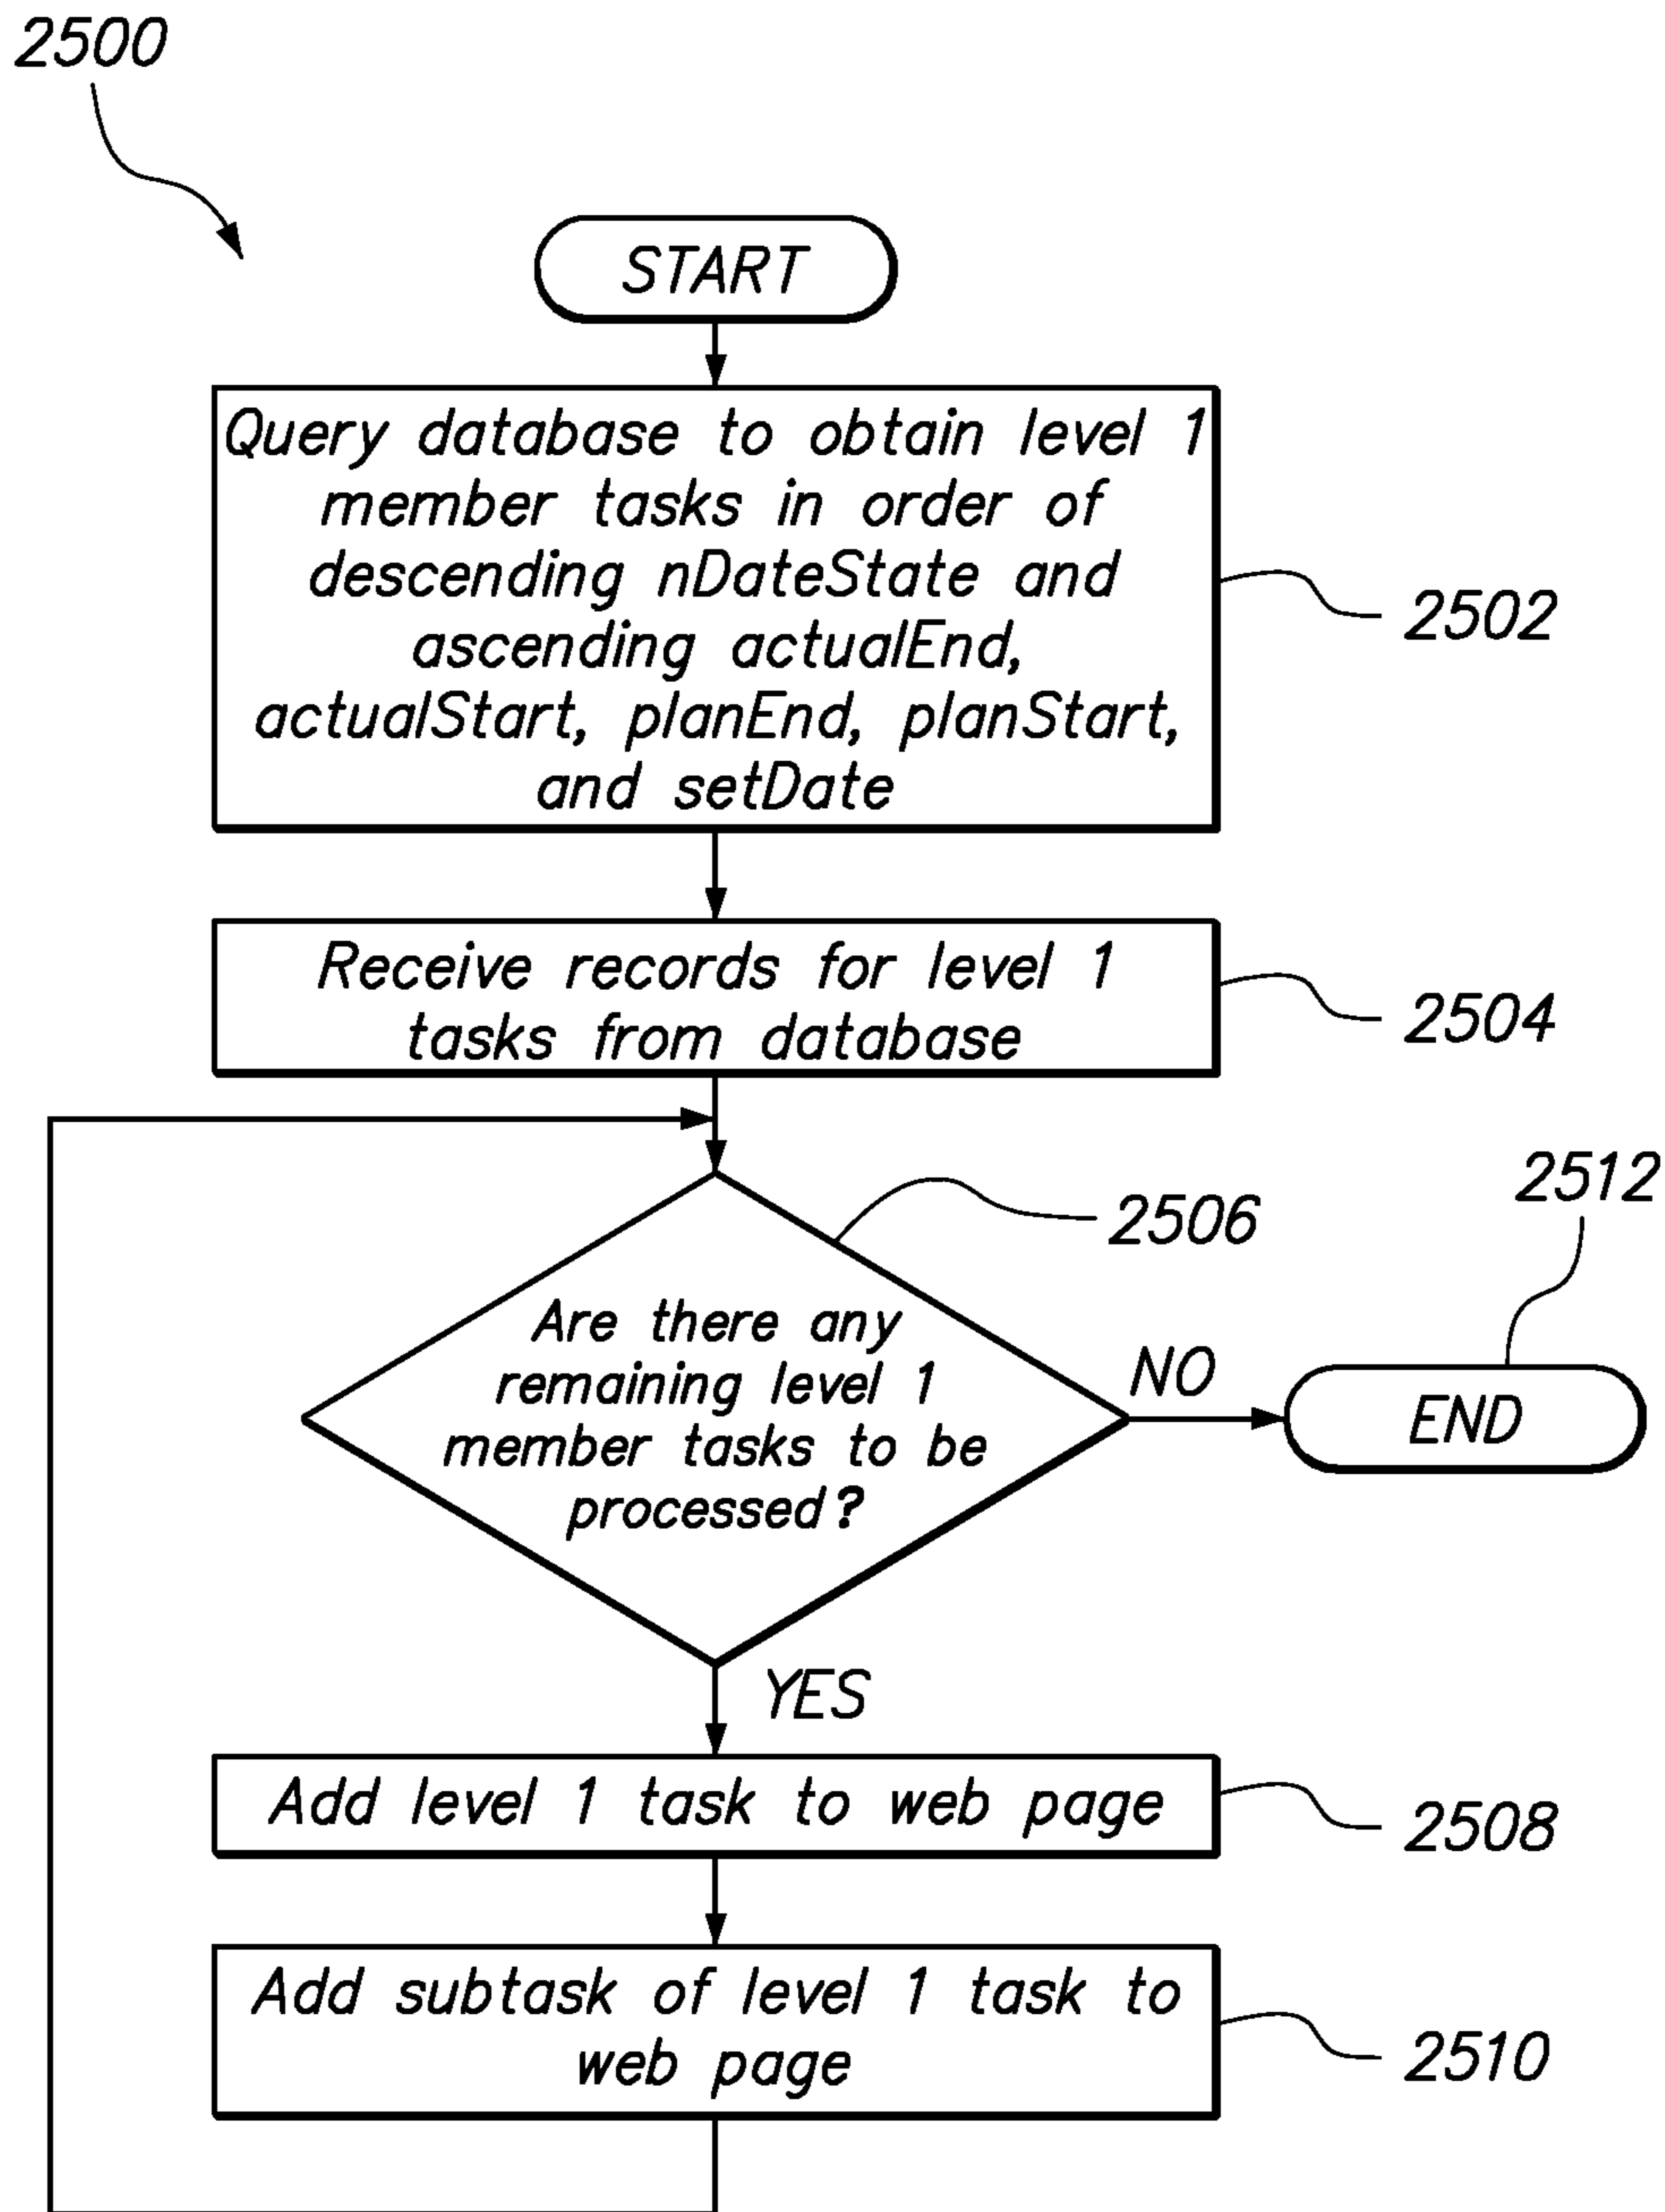 2500
START
Query database to obtain level 1
member tasks in order of
descending nDateState and
ascending actualEnd,
actualStart, planEnd, planStart,
and setDate
2502
Receive records for level 1
tasks from database
2504
2512
2506
Are there any
remaining level 1
member tasks to be
processed?
NO
END
YES
Add level 1 task to web page
2508
Add subtask of level 1 task to
web page
2510